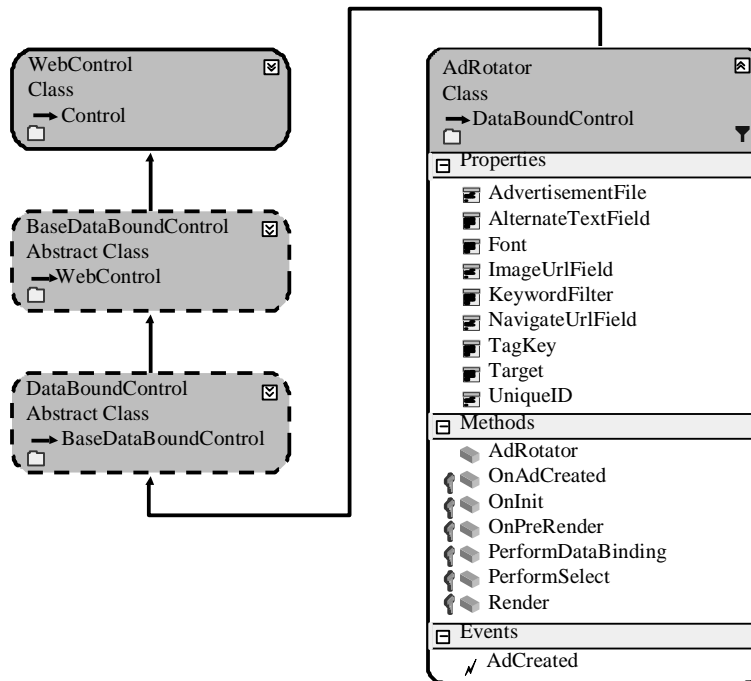 WebControl
Class
Control
BaseDataBoundControl
Abstract Class
WebControl
DataBoundControl
Abstract Class
BaseDataBoundControl
AdRotator
Class
DataBoundControl
Properties
AdvertisementFile
AlternateTextField
Font
ImageUrlField
KeywordFilter
NavigateUrlField
TagKey
Target
UniqueID
Methods
AdRotator
OnAdCreated
OnInit
OnPreRender
PerformDataBinding
PerformSelect
Render
Events
AdCreated